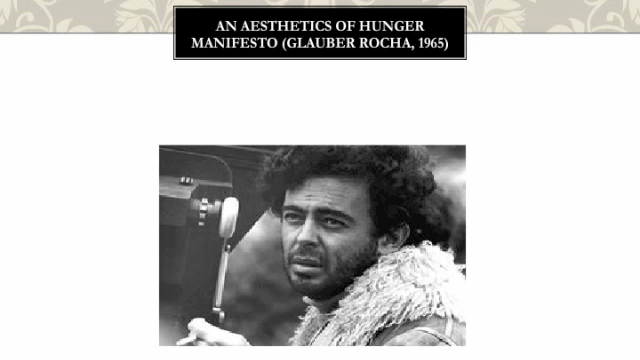 AN AESTHETICS OF HUNGER
MANIFESTO (GLAUBER ROCHA, 1965)